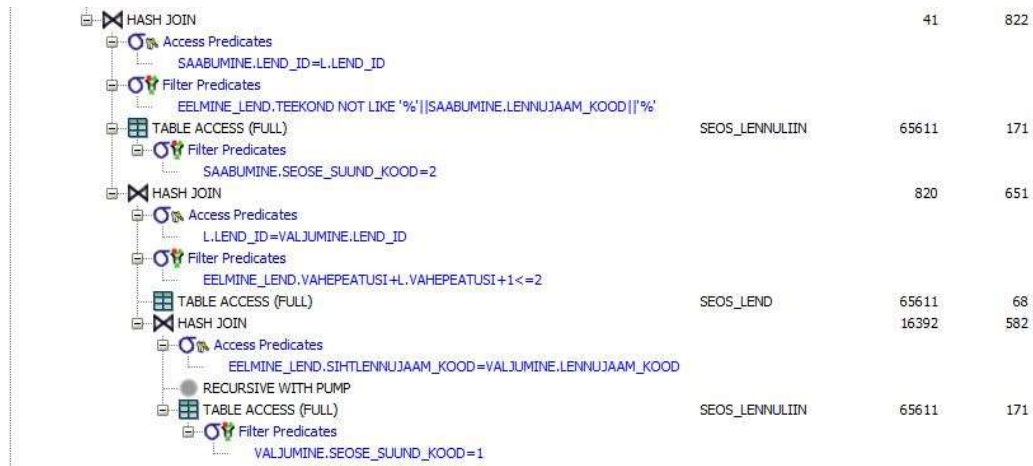 HASH JOIN 41 822
Access Predicates
SAABUMINE.LEND_ID=L.LEND_ID
Filter Predicates
EELMINE_LEND.TEEKOND NOT LIKE '%'||SAABUMINE.LENNUJAAM_KOOD||'%'
TABLE ACCESS (FULL) SEOS_LENNULIIN 65611 171
Filter Predicates
SAABUMINE.SEOSE_SUUND_KOOD=2
HASH JOIN 820 651
Access Predicates
L.LEND_ID=VALJUMINE.LEND_ID
Filter Predicates
EELMINE_LEND.VAHEPEATUSI+L.VAHEPEATUSI+1<=2
TABLE ACCESS (FULL) SEOS_LEND 65611 68
HASH JOIN 16392 582
Access Predicates
EELMINE_LEND.SIHTLENNUJAAM_KOOD=VALJUMINE.LENNUJAAM_KOOD
RECURSIVE WITH PUMP
TABLE ACCESS (FULL) SEOS_LENNULIIN 65611 171
Filter Predicates
VALJUMINE.SEOSE_SUUND_KOOD=1